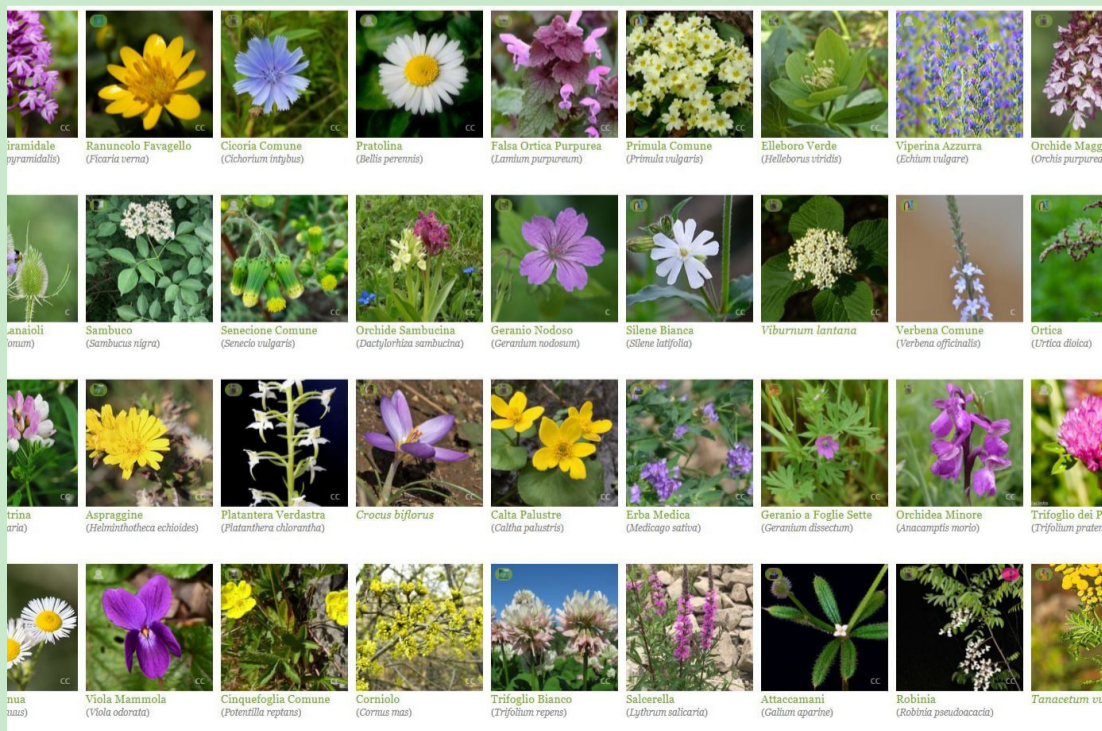 iramidale
Ranuncolo Favagello
Cicoria Comune
Pratolina
Falsa Ortica Purpurea
Primula Comune
Elleboro Verde
Viperina Azzurra
Orchide Magg
pyramidalis)
(Ficaria verna)
(Cichorium intybus)
(Bellis perennis)
(Lamium purpureum)
(Primula vulgaris)
(Helleborus viridis)
(Echium vulgare)
(Orchis purpurea
Lanaioli
Sambuco
Senecione Comune
Orchide Sambucina
Geranio Nodoso
Silene Bianca
Viburnum lantana
Verbena Comune
Ortica
onum)
(Sambucus nigra)
(Senecio vulgaris)
(Dactylorhiza sambucina)
(Geranium nodosum)
(Silene latifolia)
(Verbena officinalis)
(Urtica dioica)
trina
Aspraggine
Platantera Verdastra
Crocus biflorus
Calta Palustre
Erba Medica
Geranio a Foglie Sette
Orchidea Minore
Trifoglio dei P
aria)
(Helminthotheca echioides)
(Platanthera chlorantha)
(Caltha palustris)
(Medicago sativa)
(Geranium dissectum)
(Anacamptis morio)
(Trifolium praten
nua
Viola Mammola
Cinquefoglia Comune
Corniolo
Trifoglio Bianco
Salcerella
Attaccamani
Robinia
Tanacetum vu
nuus)
(Viola odorata)
(Potentilla reptans)
(Cornus mas)
(Trifolium repens)
(Lythrum salicaria)
(Galium aparine)
(Robinia pseudoacacia)